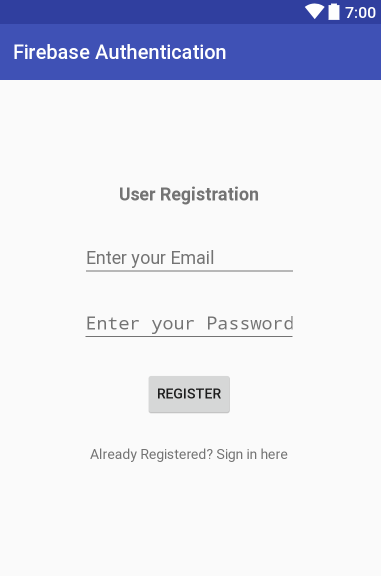 7:00
Firebase Authentication
User Registration
Enter your Email
Enter your Password
REGISTER
Already Registered? Sign in here